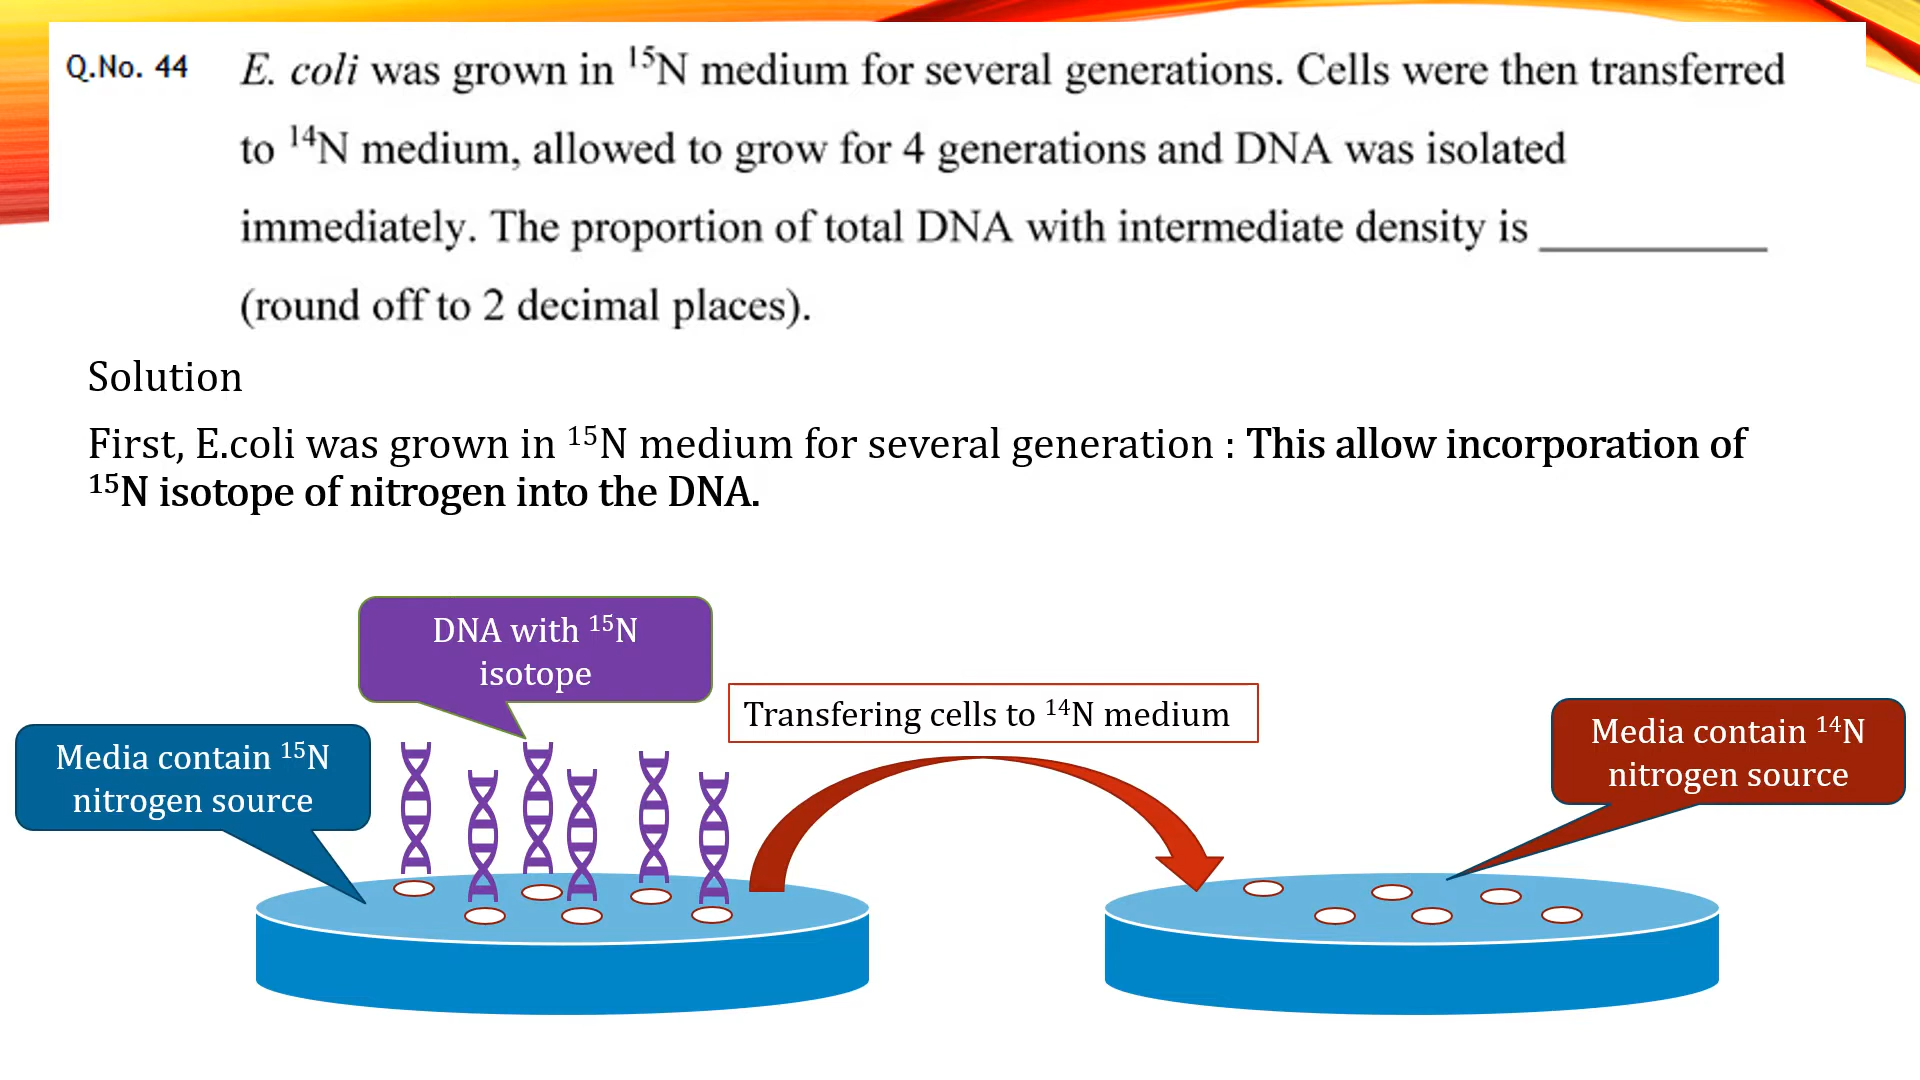 Q.No. 44
E. coli was grown in ¹⁵N medium for several generations. Cells were then transferred
to ¹⁴N medium, allowed to grow for 4 generations and DNA was isolated
immediately. The proportion of total DNA with intermediate density is __________
(round off to 2 decimal places).
Solution
First, E.coli was grown in ¹⁵N medium for several generation : This allow incorporation of
¹⁵N isotope of nitrogen into the DNA.
DNA with ¹⁵N
isotope
Transfering cells to ¹⁴N medium
Media contain ¹⁵N
nitrogen source
Media contain ¹⁴N
nitrogen source